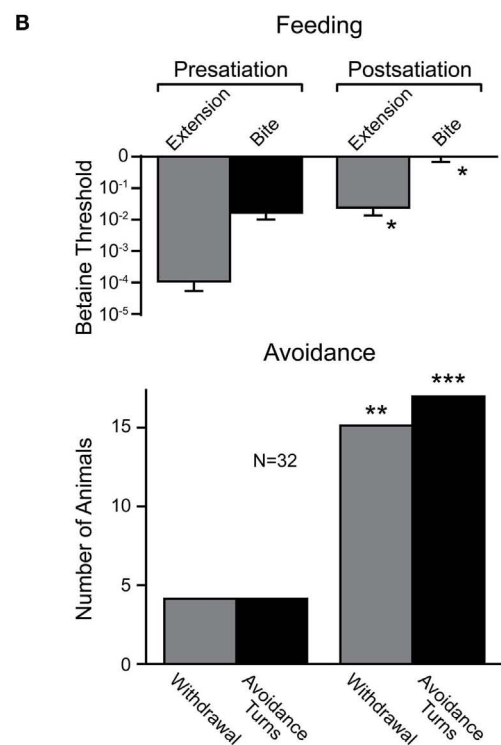 B
Feeding
Presatiation Postsatiation
Extension Bite Extension Bite
Betaine Threshold
0
10-1
10-2
10-3
10-4
10-5
*
*
Avoidance
Number of Animals
15
10
5
0
N=32
**
***
Withdrawal
Avoidance
Turns
Withdrawal
Avoidance
Turns